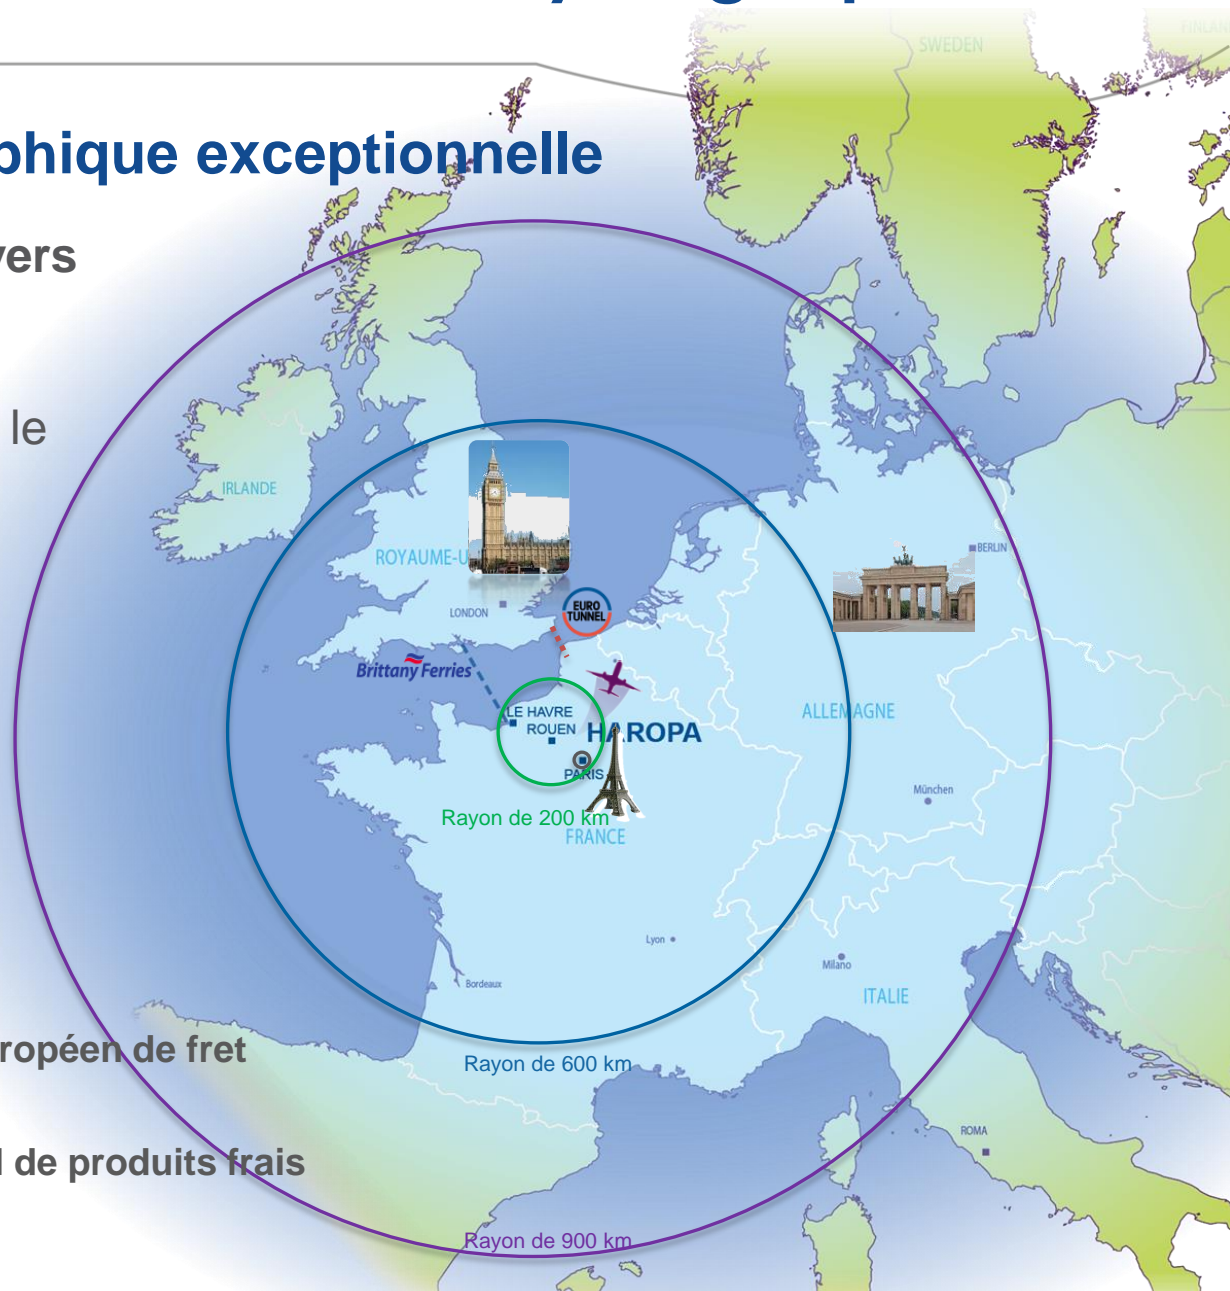 phique exceptionnelle
vers
le
ropéen de fret
l de produits frais
SWEDEN
FINLAN
IRLANDE
ROYAUME-U
LONDON
EURO
TUNNEL
BERLIN
Brittany Ferries
LE HAVRE
ROUEN
HAROPA
PARIS
ALLEMAGNE
München
Rayon de 200 km
FRANCE
Lyon
Milano
ITALIE
Bordeaux
Rayon de 600 km
ROMA
Rayon de 900 km